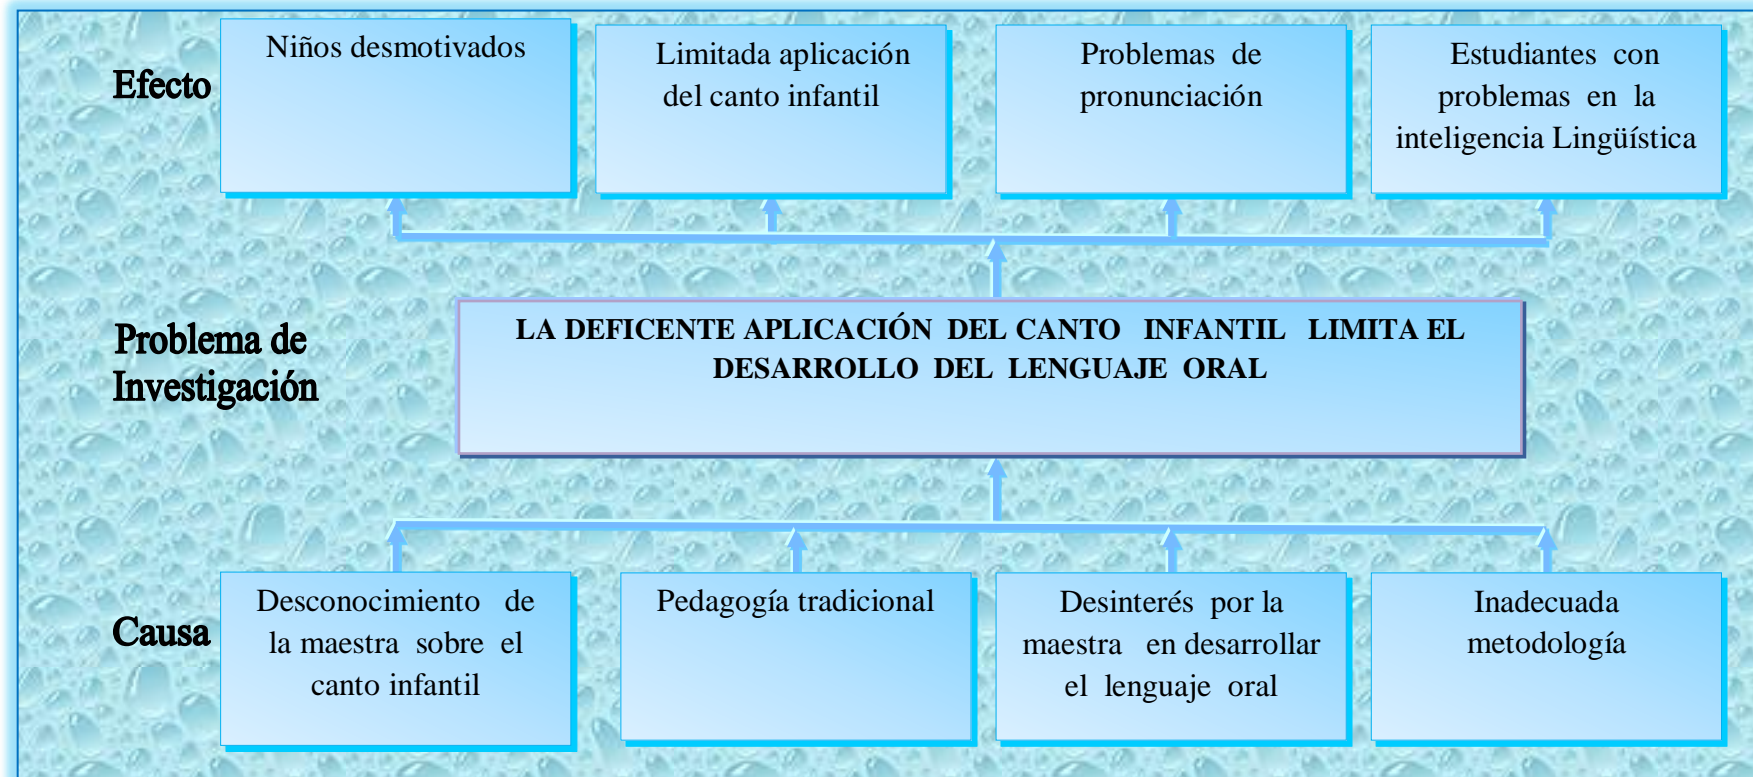 Efecto
Niños desmotivados
Limitada aplicación
del canto infantil
Problemas de
pronunciación
Estudiantes con
problemas en la
inteligencia Lingüística
Problema de
Investigación
LA DEFICENTE APLICACIÓN DEL CANTO INFANTIL LIMITA EL
DESARROLLO DEL LENGUAJE ORAL
Causa
Desconocimiento de
la maestra sobre el
canto infantil
Pedagogía tradicional
Desinterés por la
maestra en desarrollar
el lenguaje oral
Inadecuada
metodología